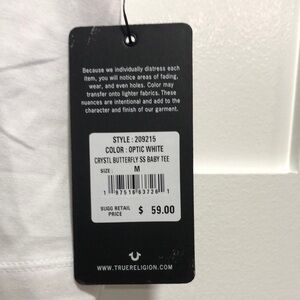 Because we individually distress each
item, you will notice areas of fading,
wear, and even holes. Color may
transfer onto lighter fabrics. These
nuances are intentional and add to the
character and finish of our garment.
STYLE : 209215
COLOR : OPTIC WHITE
CRYSTL BUTTERFLY SS BABY TEE
SIZE : M
SUGG RETAIL
PRICE $ 59.00
WWW.TRUERELIGION.COM